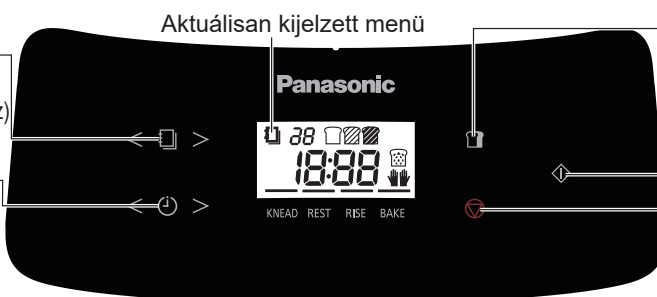 Aktuálisan kijelzett menü
z)
Panasonic
38
18:88
KNEAD REST RISE BAKE